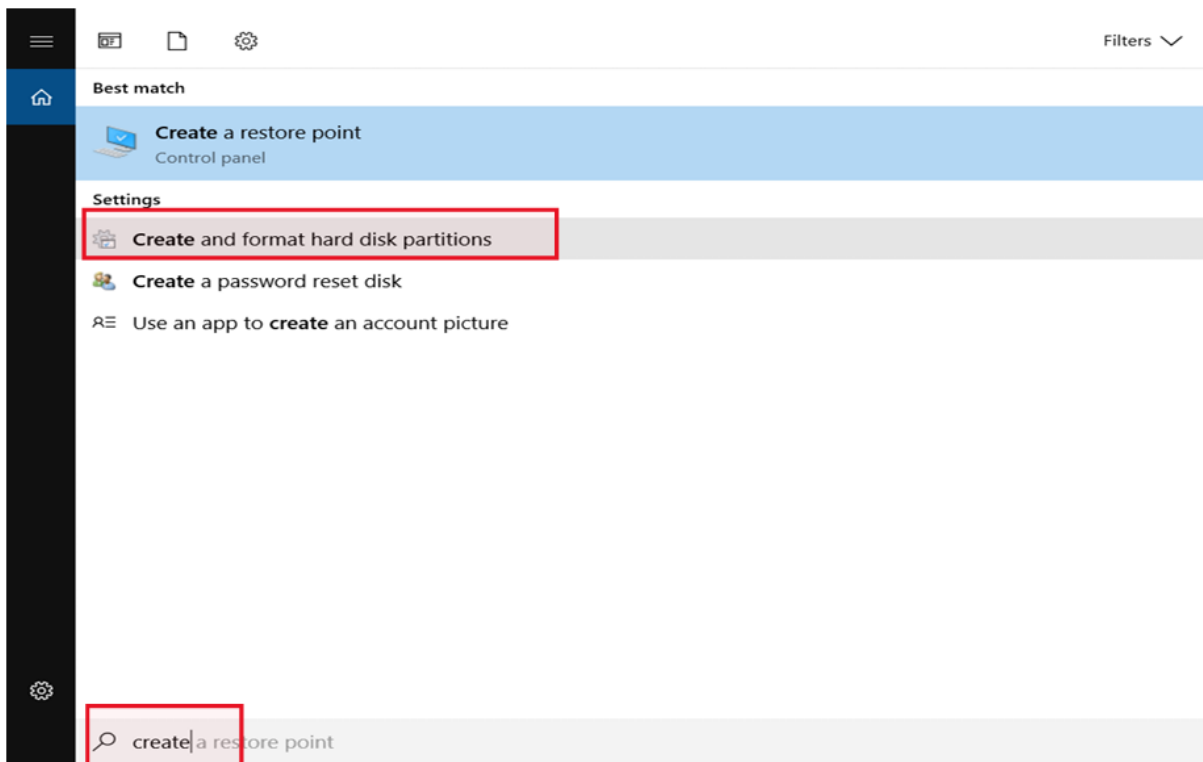 Filters
Best match
Create a restore point
Control panel
Settings
Create and format hard disk partitions
Create a password reset disk
Use an app to create an account picture
create a restore point